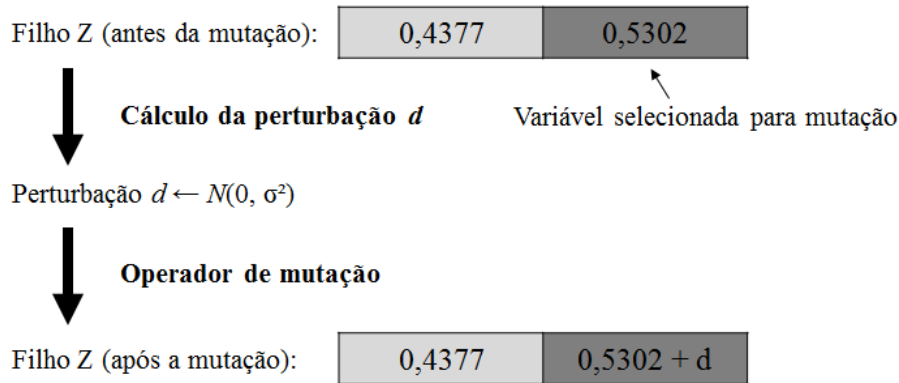 Filho Z (antes da mutação): 0,4377 0,5302
Cálculo da perturbação d Variável selecionada para mutação
Perturbação d ← N(0, σ²)
Operador de mutação
Filho Z (após a mutação): 0,4377 0,5302 + d